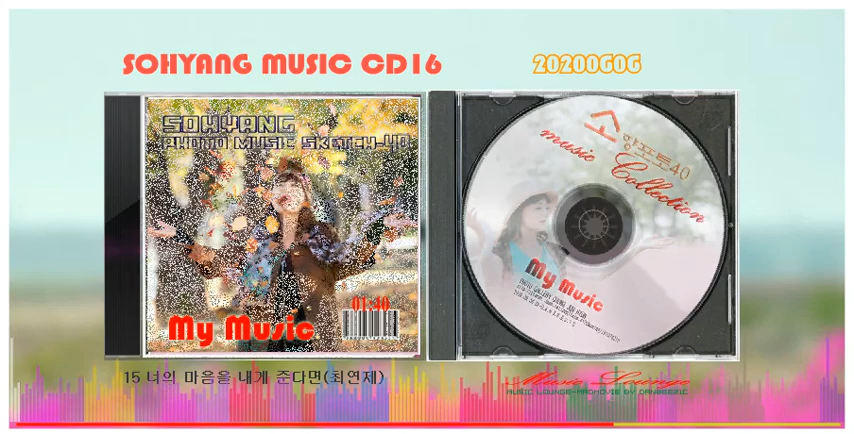 SOHYANG MUSIC CD16
20200606
SOHYANG
PHOTO MUSIC SKETCH-40
My Music
01:40
소향포토40
music Collection
My Music
15 너의 마음을 내게 준다면(최연제)
Music Lounge